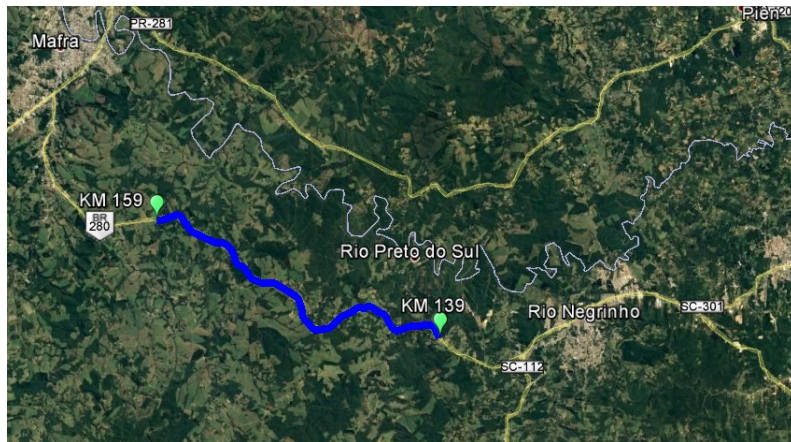 PR-281
Piên
Mafra
KM 159
BR
280
Rio Preto do Sul
KM 139
Rio Negrinho
SC-301
SC-112